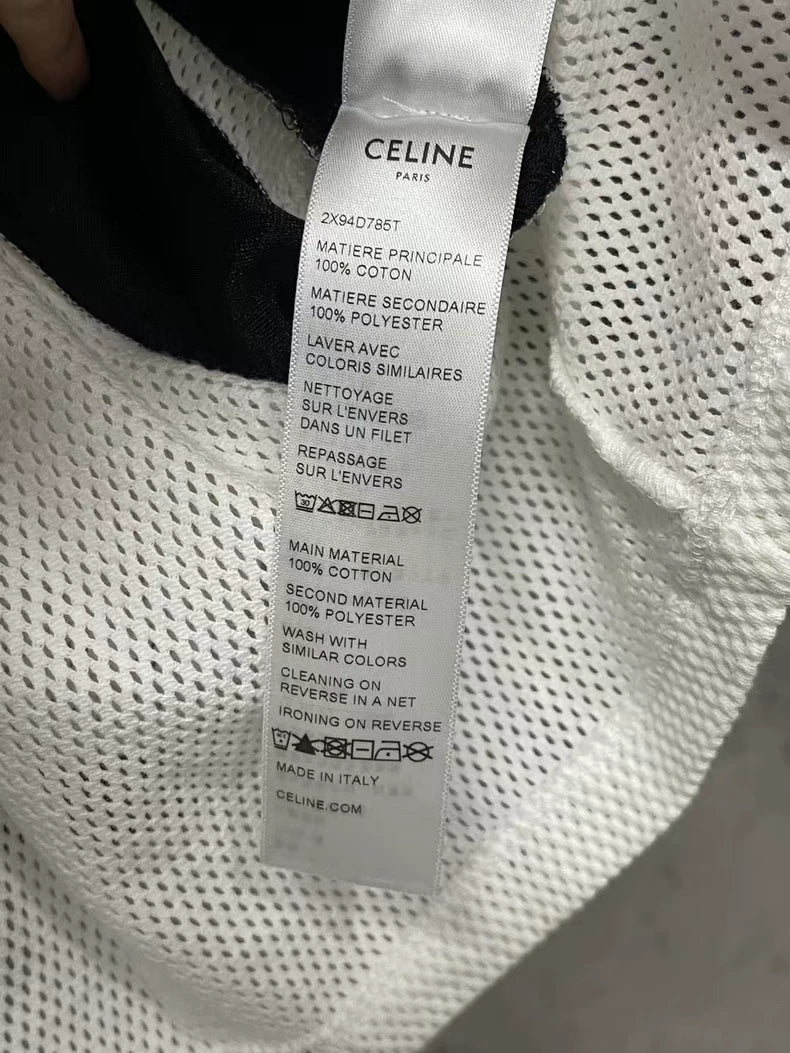 CELINE
PARIS
2X94D785T
MATIERE PRINCIPALE
100% COTON
MATIERE SECONDAIRE
100% POLYESTER
LAVER AVEC
COLORIS SIMILAIRES
NETTOYAGE
SUR L'ENVERS
DANS UN FILET
REPASSAGE
SUR L'ENVERS
30
MAIN MATERIAL
100% COTTON
SECOND MATERIAL
100% POLYESTER
WASH WITH
SIMILAR COLORS
CLEANING ON
REVERSE IN A NET
IRONING ON REVERSE
MADE IN ITALY
CELINE.COM